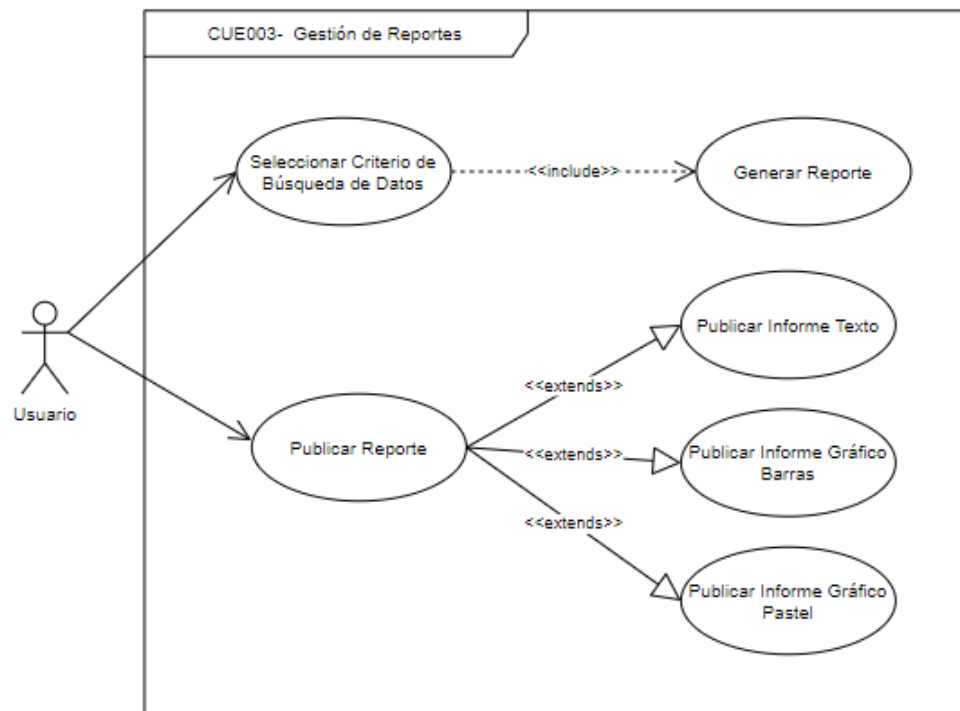 CUE003-  Gestión de Reportes
Seleccionar Criterio de
Búsqueda de Datos
<<include>>
Generar Reporte
Usuario
Publicar Reporte
<<extends>>
Publicar Informe Texto
<<extends>>
Publicar Informe Gráfico
Barras
<<extends>>
Publicar Informe Gráfico
Pastel